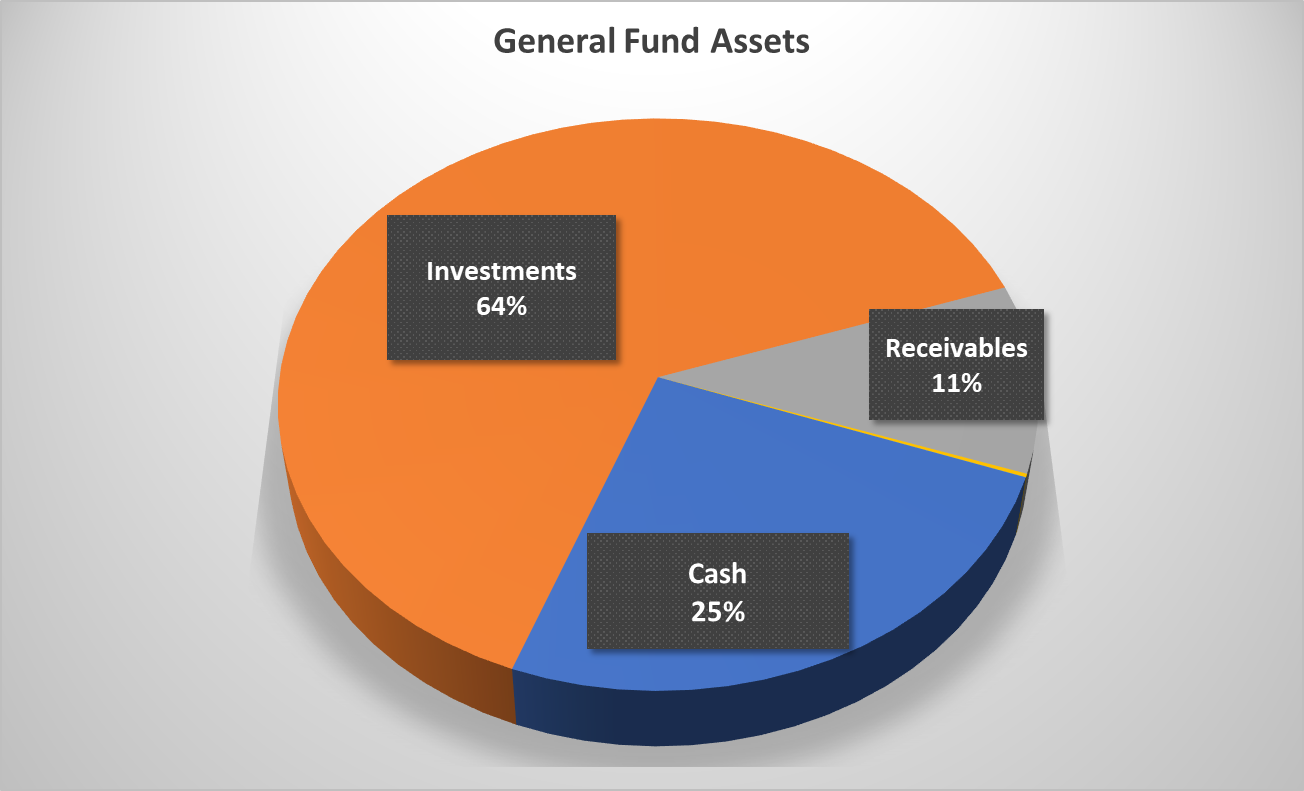 General Fund Assets
Investments
64%
Receivables
11%
Cash
25%